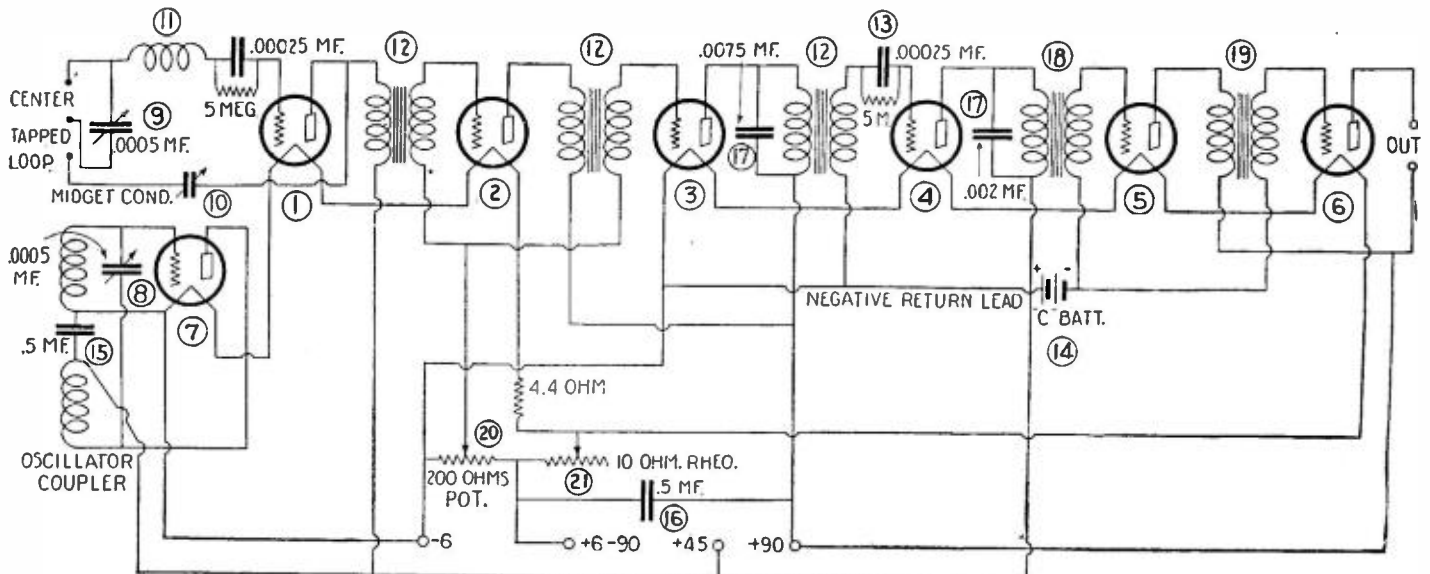 11
.00025 MF.
12
12
.0075 MF.
12
13
.00025 MF.
18
19
CENTER
TAPPED
LOOP
9
.0005 MF.
5 MEG
5 M
17
17
.002 MF.
OUT
MIDGET COND.
10
1
2
3
4
5
6
.0005
MF.
8
7
NEGATIVE RETURN LEAD
+ -
"C" BATT.
14
.5 MF.
15
4.4 OHM
OSCILLATOR
COUPLER
20
200 OHMS
POT.
21
10 OHM. RHEO.
.5 MF.
16
-6
+6-90
+45
+90